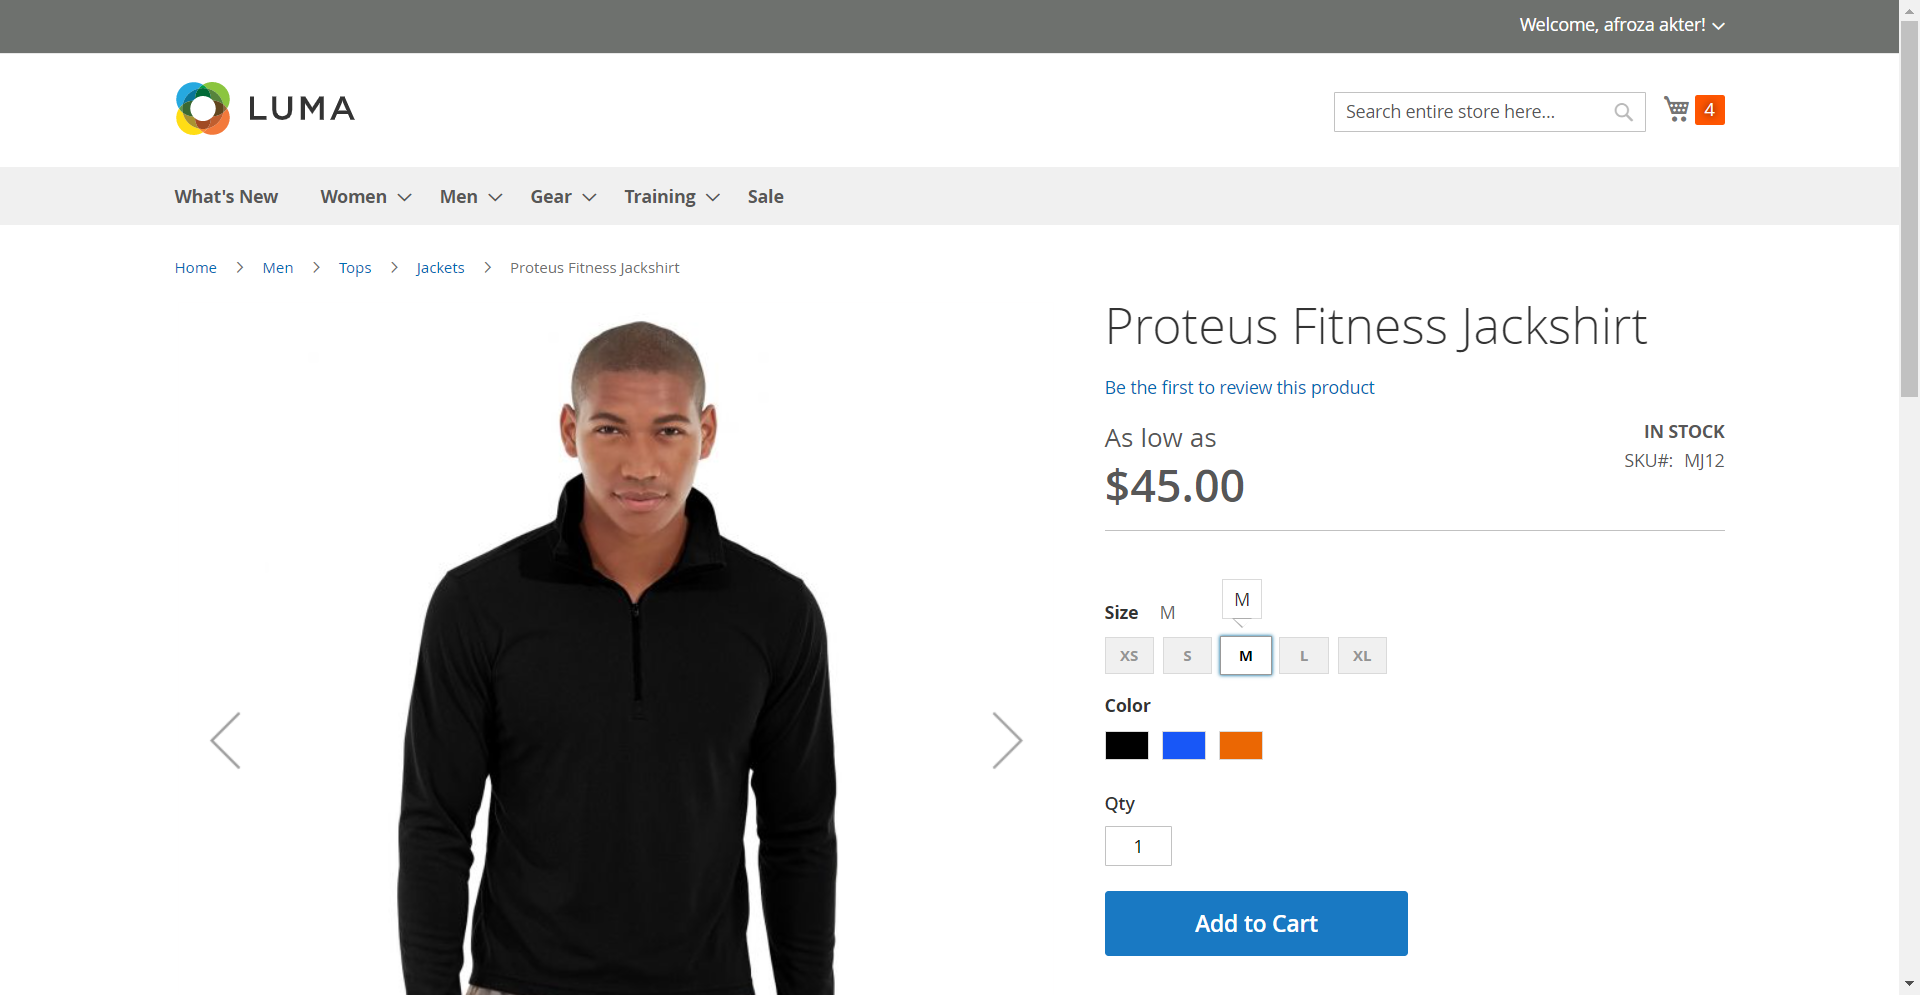 Welcome, afroza akter!
LUMA
Search entire store here...
4
What's New Women Men Gear Training Sale
Home Men Tops Jackets Proteus Fitness Jackshirt
Proteus Fitness Jackshirt
Be the first to review this product
As low as
$45.00
IN STOCK
SKU#: MJ12
M
Size M
XS S M L XL
Color
Qty
1
Add to Cart